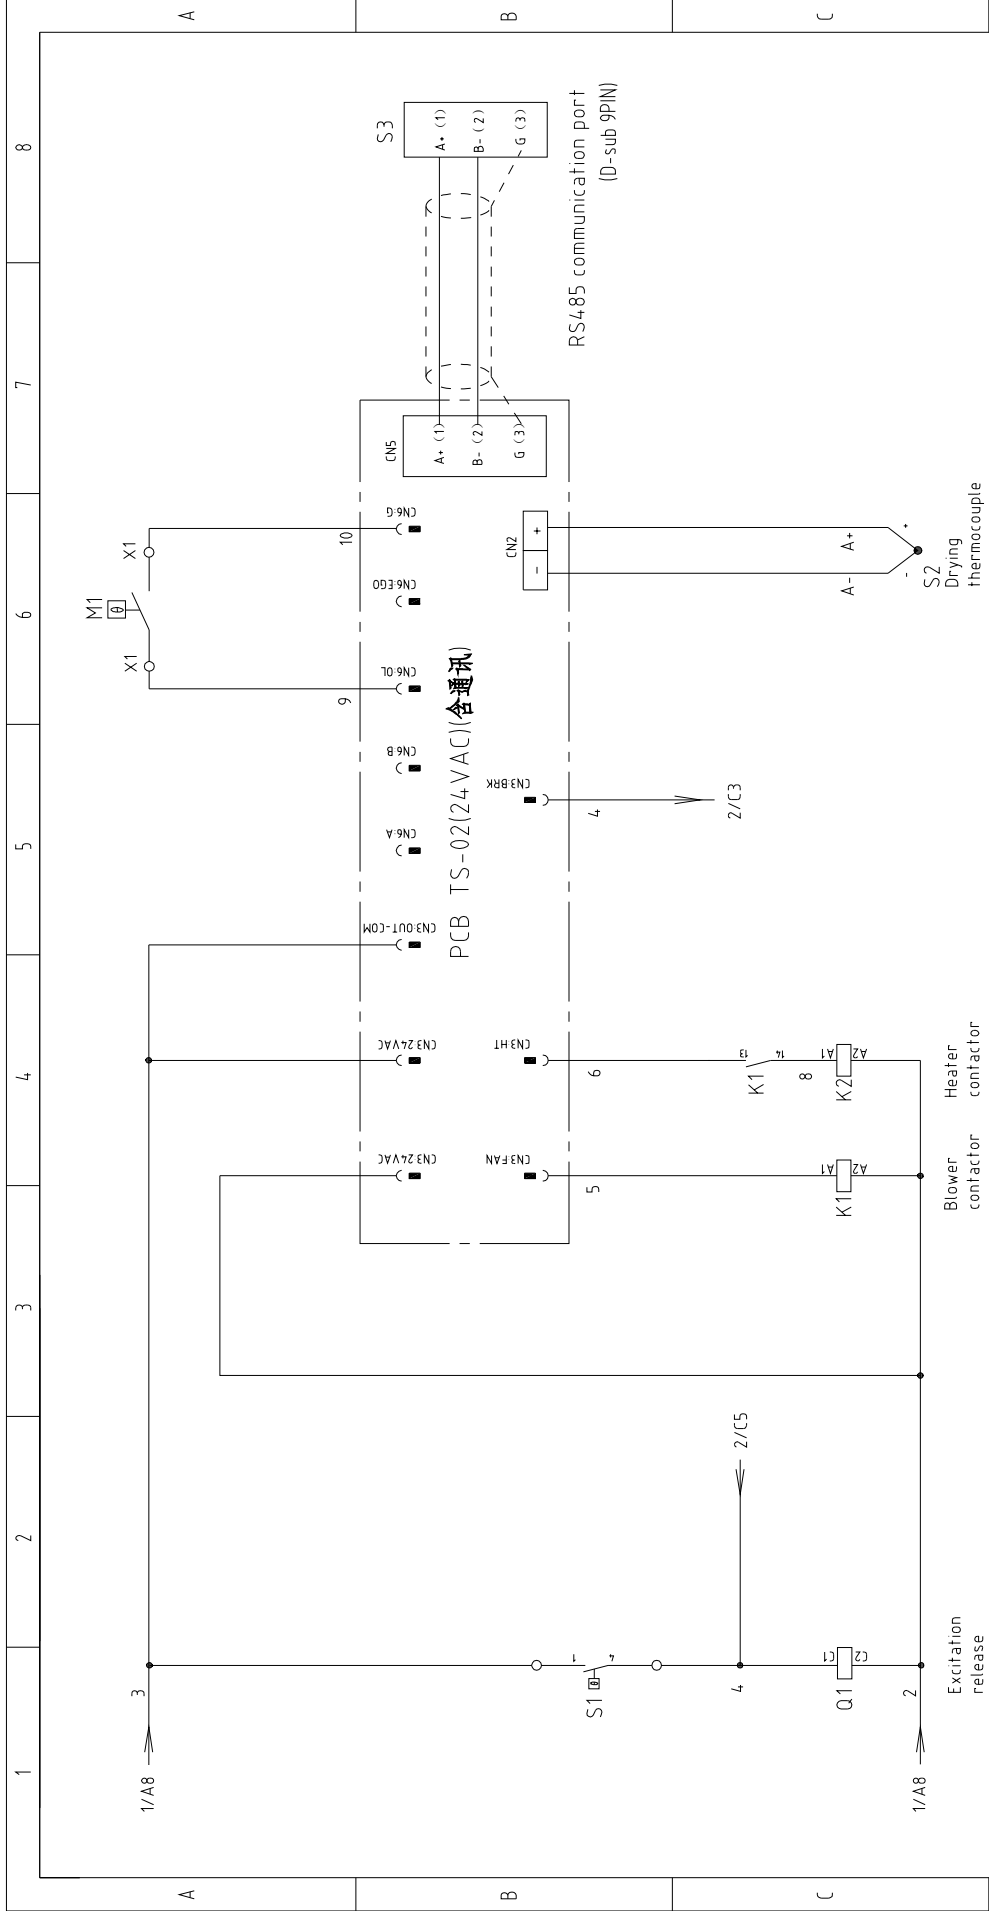 1
2
3
4
5
6
7
8
A
B
C
A
B
C
1/A8
3
M1
θ
X1
X1
9
10
CN3:24VAC
CN3:24VAC
CN3:OUT-COM
CN6:A
CN6:B
CN6:OL
CN6:EGO
CN6:G
CN5
A+ (1)
B- (2)
G (3)
S3
A+ (1)
B- (2)
G (3)
RS485 communication port
(D-sub 9PIN)
PCB TS-02(24VAC)(含通讯)
CN3:FAN
CN3:HT
CN3:BRK
CN2
-
+
5
6
4
2/C3
A-
A+
-
+
S2
Drying
thermocouple
S1
θ
1
4
4
2/C5
Q1
C1
C2
2
1/A8
K1
13
14
8
K1
A1
A2
K2
A1
A2
Excitation
release
Blower
contactor
Heater
contactor